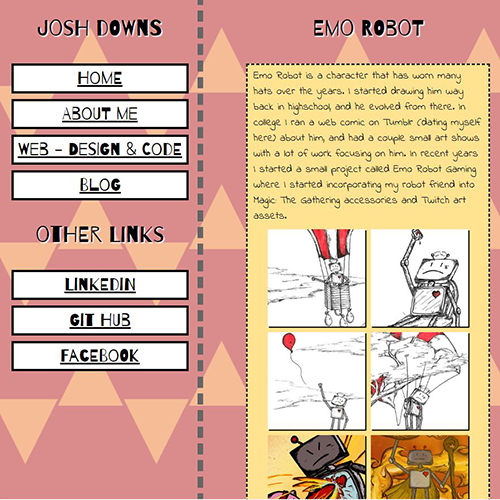 JOSH DOWNS
HOME
ABOUT ME
WEB - DESIGN & CODE
BLOG
OTHER LINKS
LINKEDIN
GIT HUB
FACEBOOK
EMO ROBOT
Emo Robot is a character that has worn many
hats over the years. I started drawing him way
back in highschool, and he evolved from there. In
college I ran a web comic on Tumblr (dating myself
here) about him, and had a couple small art shows
with a lot of work focusing on him. In recent years
I started a small project called Emo Robot Gaming
where I started incorporating my robot friend into
Magic: The Gathering accessories and Twitch art
assets.